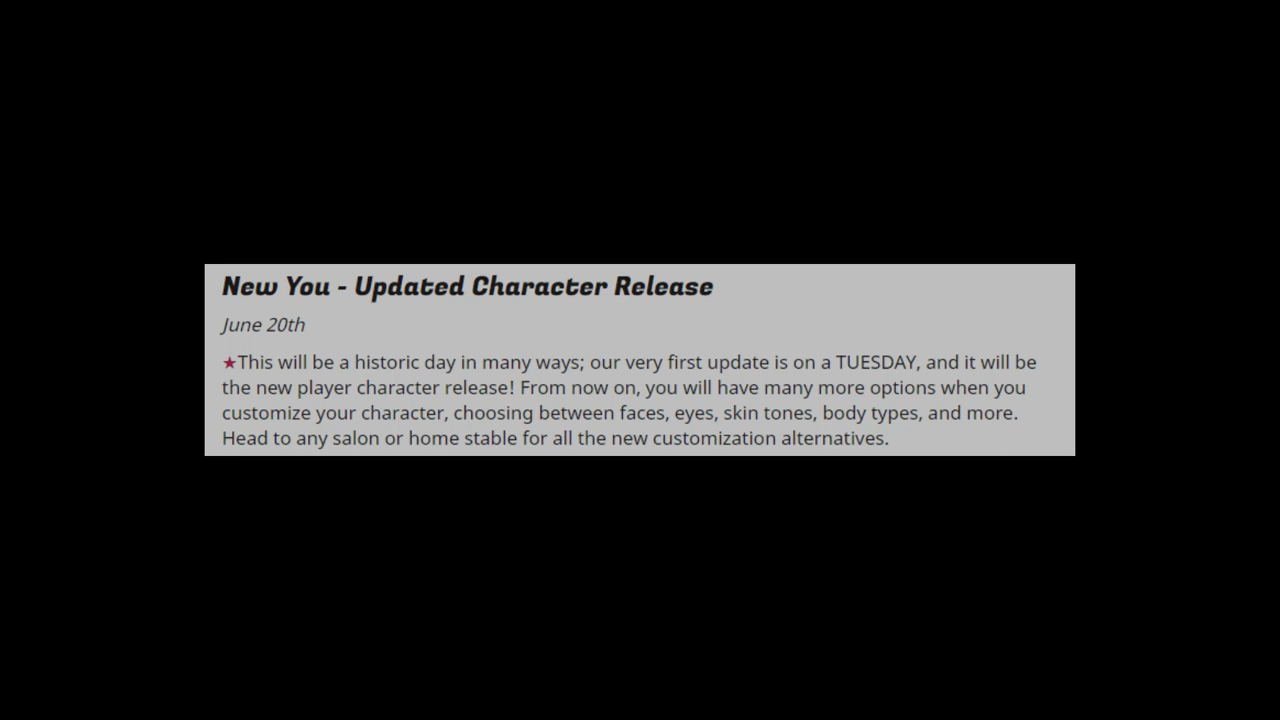 New You - Updated Character Release
June 20th
★This will be a historic day in many ways; our very first update is on a TUESDAY, and it will be
the new player character release! From now on, you will have many more options when you
customize your character, choosing between faces, eyes, skin tones, body types, and more.
Head to any salon or home stable for all the new customization alternatives.